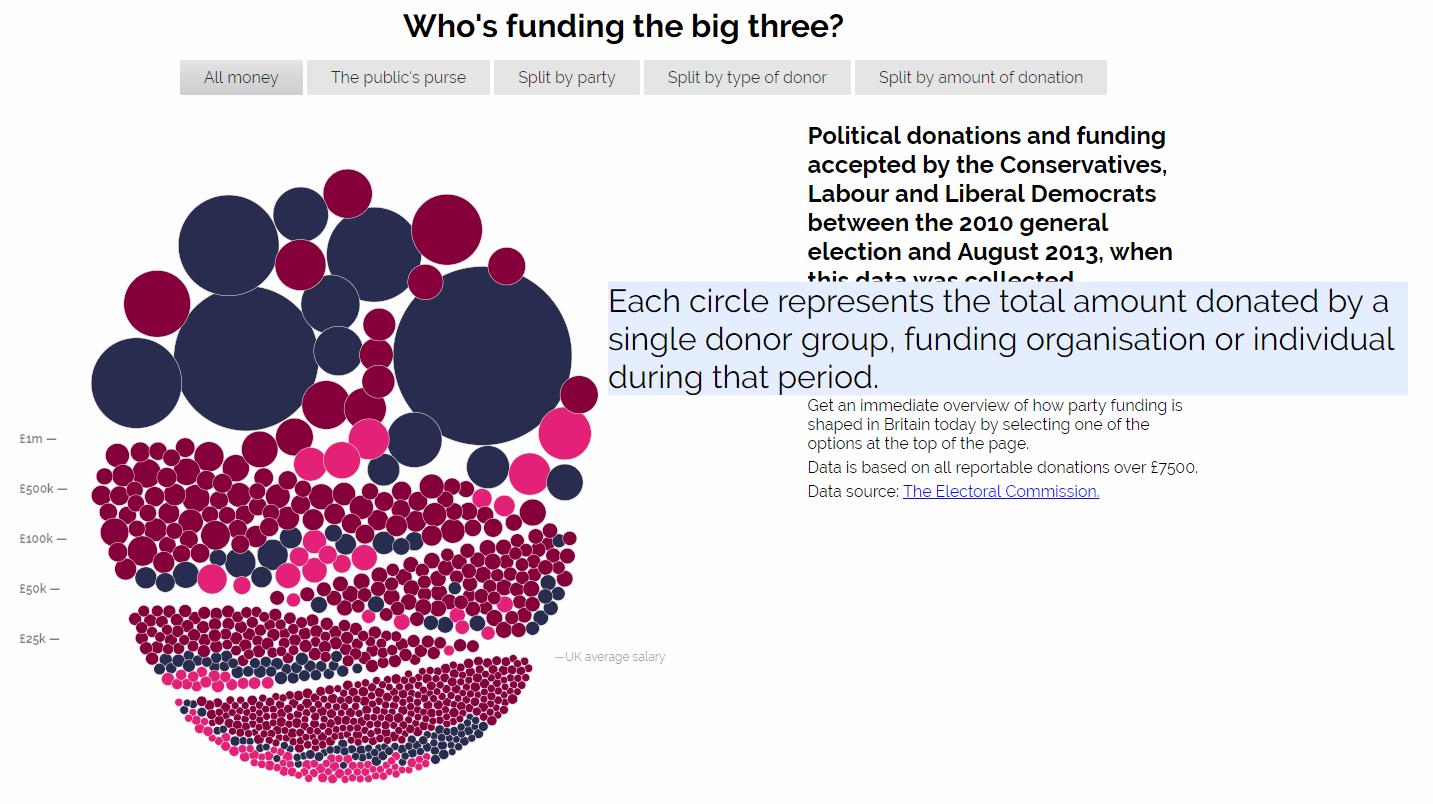 Who's funding the big three?
All money
The public's purse
Split by party
Split by type of donor
Split by amount of donation
Political donations and funding
accepted by the Conservatives,
Labour and Liberal Democrats
between the 2010 general
election and August 2013, when
this data was collected
Each circle represents the total amount donated by a
single donor group, funding organisation or individual
during that period.
Get an immediate overview of how party funding is
shaped in Britain today by selecting one of the
options at the top of the page.
Data is based on all reportable donations over £7500.
Data source: The Electoral Commission.
£1m —
£500k —
£100k —
£50k —
£25k —
—UK average salary